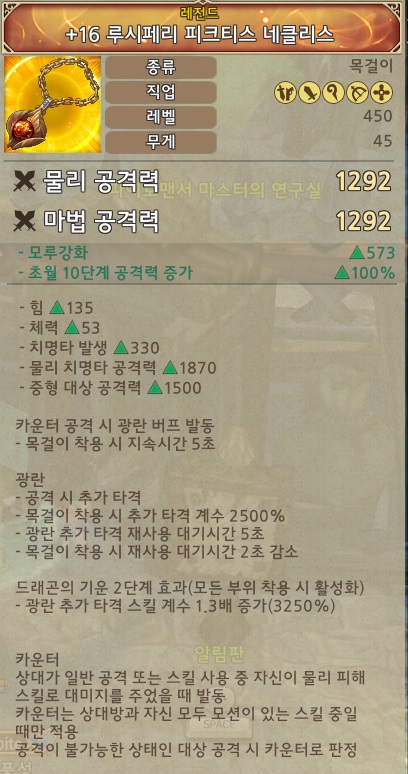 레전드
+16 루시페리 피크티스 네클리스
종류 목걸이
직업
레벨 450
무게 45
물리 공격력 1292
마법 공격력 1292
마스터의 연구실
- 모루강화 ▲573
- 초월 10단계 공격력 증가 ▲100%
- 힘 ▲135
- 체력 ▲53
- 치명타 발생 ▲330
- 물리 치명타 공격력 ▲1870
- 중형 대상 공격력 ▲1500
카운터 공격 시 광란 버프 발동
- 목걸이 착용 시 지속시간 5초
광란
- 공격 시 추가 타격
- 목걸이 착용 시 추가 타격 계수 2500%
- 광란 추가 타격 재사용 대기시간 5초
- 목걸이 착용 시 재사용 대기시간 2초 감소
드래곤의 기운 2단계 효과(모든 부위 착용 시 활성화)
- 광란 추가 타격 스킬 계수 1.3배 증가(3250%)
알림판
카운터
상대가 일반 공격 또는 스킬 사용 중 자신이 물리 피해
스킬로 대미지를 주었을 때 발동
카운터는 상대방과 자신 모두 모션이 있는 스킬 중일
때만 적용
SPACE
공격이 불가능한 상태인 대상 공격 시 카운터로 판정